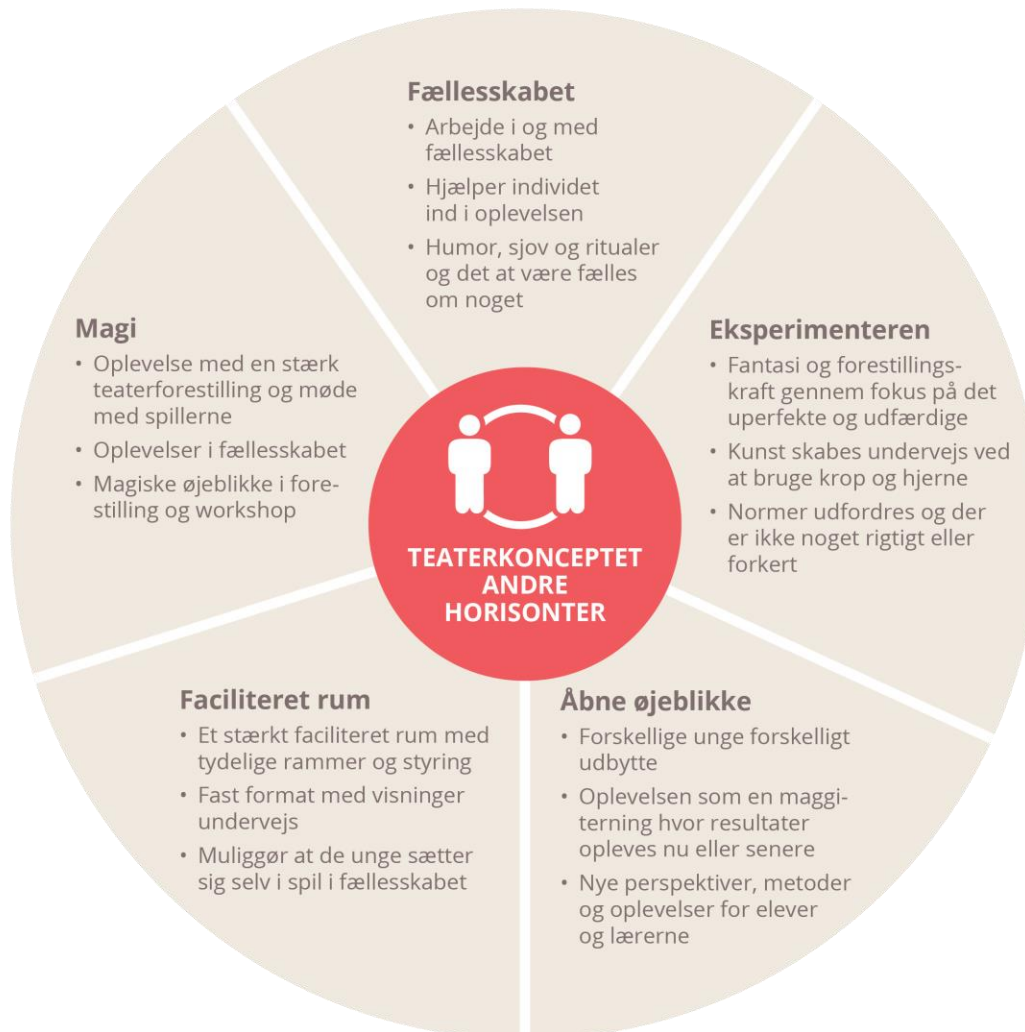 Fællesskabet
• Arbejde i og med
fællesskabet
• Hjælper individet
ind i oplevelsen
• Humor, sjov og ritualer
og det at være fælles
om noget
Magi
• Oplevelse med en stærk
teaterforestilling og møde
med spillerne
• Oplevelser i fællesskabet
• Magiske øjeblikke i fore-
stilling og workshop
Eksperimenteren
• Fantasi og forestillings-
kraft gennem fokus på det
uperfekte og udfærdige
• Kunst skabes undervejs ved
at bruge krop og hjerne
• Normer udfordres og der
er ikke noget rigtigt eller
forkert
TEATERKONCEPTET
ANDRE
HORISONTER
Faciliteret rum
• Et stærkt faciliteret rum med
tydelige rammer og styring
• Fast format med visninger
undervejs
• Muliggør at de unge sætter
sig selv i spil i fællesskabet
Åbne øjeblikke
• Forskellige unge forskelligt
udbytte
• Oplevelsen som en maggi-
terning hvor resultater
opleves nu eller senere
• Nye perspektiver, metoder
og oplevelser for elever
og lærerne